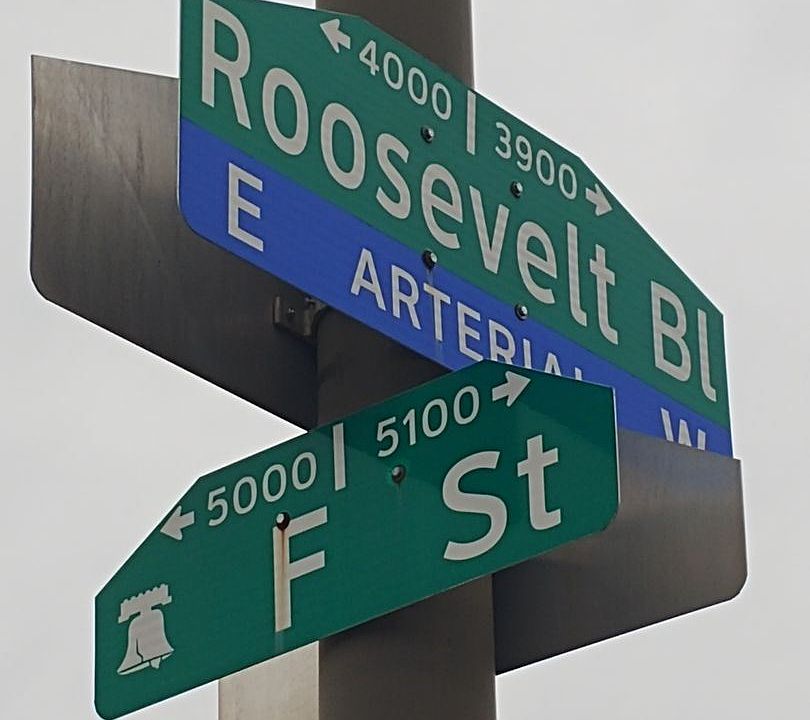 ← 4000 | 3900 →
Roosevelt Bl
E ARTERIAL W
← 5000 | 5100 →
F St